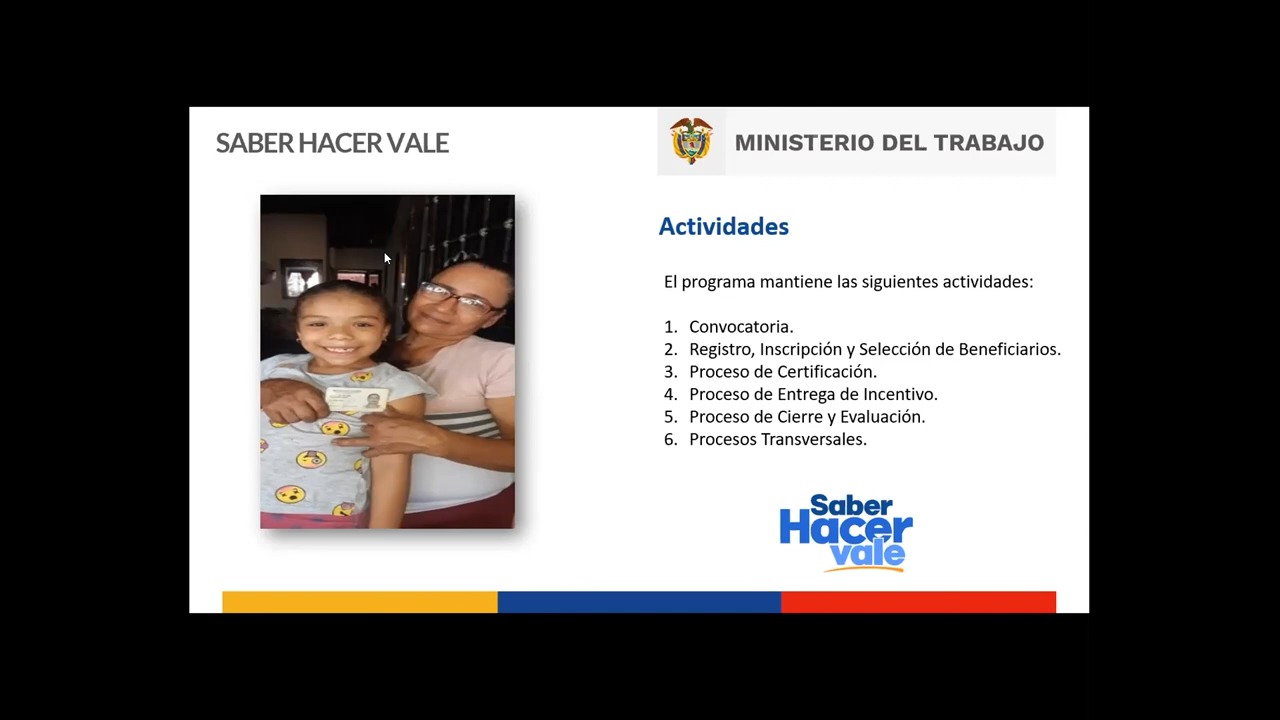 SABER HACER VALE
MINISTERIO DEL TRABAJO
Actividades
El programa mantiene las siguientes actividades:
1. Convocatoria.
2. Registro, Inscripción y Selección de Beneficiarios.
3. Proceso de Certificación.
4. Proceso de Entrega de Incentivo.
5. Proceso de Cierre y Evaluación.
6. Procesos Transversales.
Saber
Hacer
vale